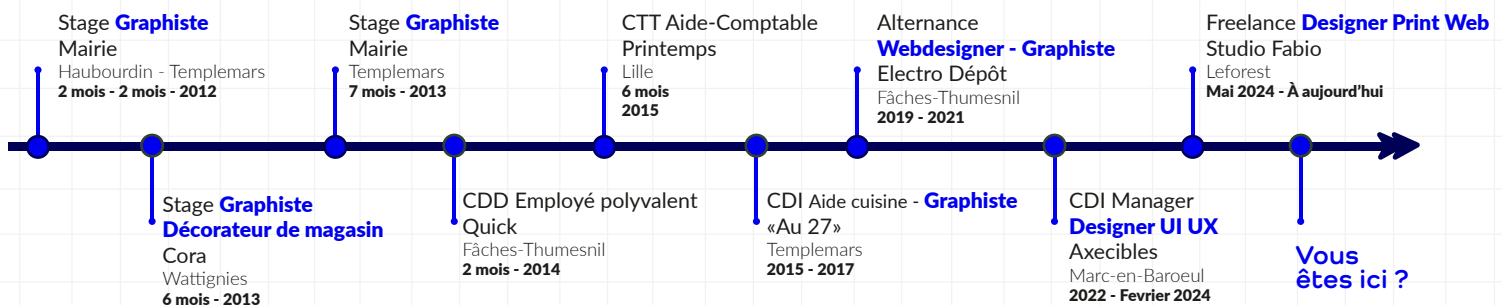 Stage Graphiste
Mairie
Haubourdin - Templemars
2 mois - 2 mois - 2012
Stage Graphiste
Décorateur de magasin
Cora
Wattignies
6 mois - 2013
Stage Graphiste
Mairie
Templemars
7 mois - 2013
CDD Employé polyvalent
Quick
Fâches-Thumesnil
2 mois - 2014
CTT Aide-Comptable
Printemps
Lille
6 mois
2015
CDI Aide cuisine - Graphiste
«Au 27»
Templemars
2015 - 2017
Alternance
Webdesigner - Graphiste
Electro Dépôt
Fâches-Thumesnil
2019 - 2021
CDI Manager
Designer UI UX
Axecibles
Marc-en-Baroeul
2022 - Fevrier 2024
Freelance Designer Print Web
Studio Fabio
Leforest
Mai 2024 - À aujourd'hui
Vous
êtes ici ?